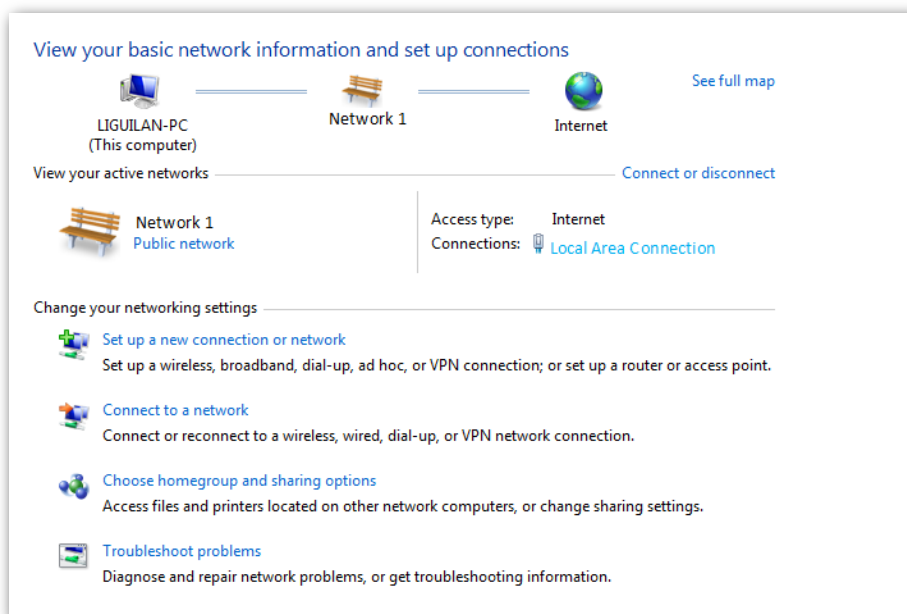 View your basic network information and set up connections
See full map
LIGUILAN-PC
(This computer)
Network 1
Internet
View your active networks
Connect or disconnect
Network 1
Public network
Access type: Internet
Connections: Local Area Connection
Change your networking settings
Set up a new connection or network
Set up a wireless, broadband, dial-up, ad hoc, or VPN connection; or set up a router or access point.
Connect to a network
Connect or reconnect to a wireless, wired, dial-up, or VPN network connection.
Choose homegroup and sharing options
Access files and printers located on other network computers, or change sharing settings.
Troubleshoot problems
Diagnose and repair network problems, or get troubleshooting information.